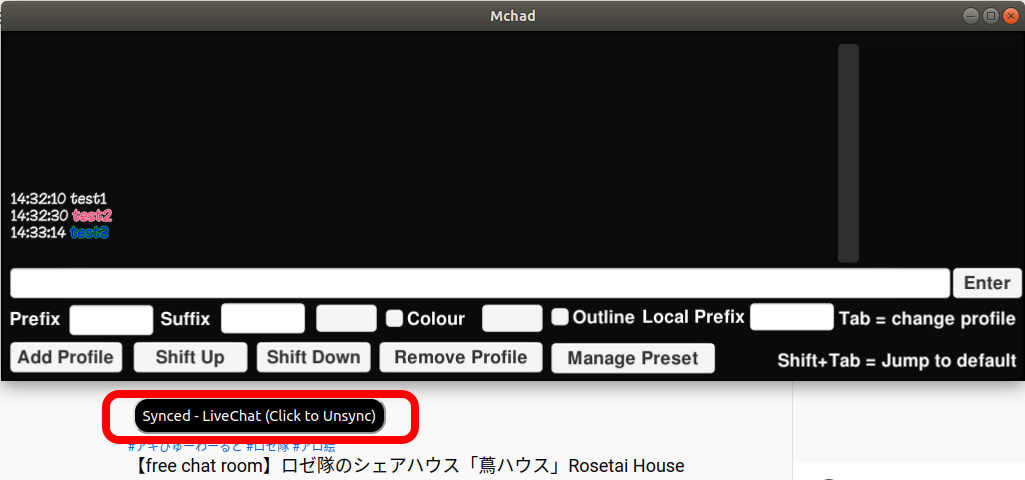 Mchad
14:32:10 test1
14:32:30 test2
14:33:14 test3
Enter
Prefix Suffix Colour Outline Local Prefix Tab = change profile
Add Profile Shift Up Shift Down Remove Profile Manage Preset Shift+Tab = Jump to default
Synced - LiveChat (Click to Unsync)
#アキびゅーわーるど #ロゼ隊 #アロ絵
【free chat room】ロゼ隊のシェアハウス「蔦ハウス」Rosetai House